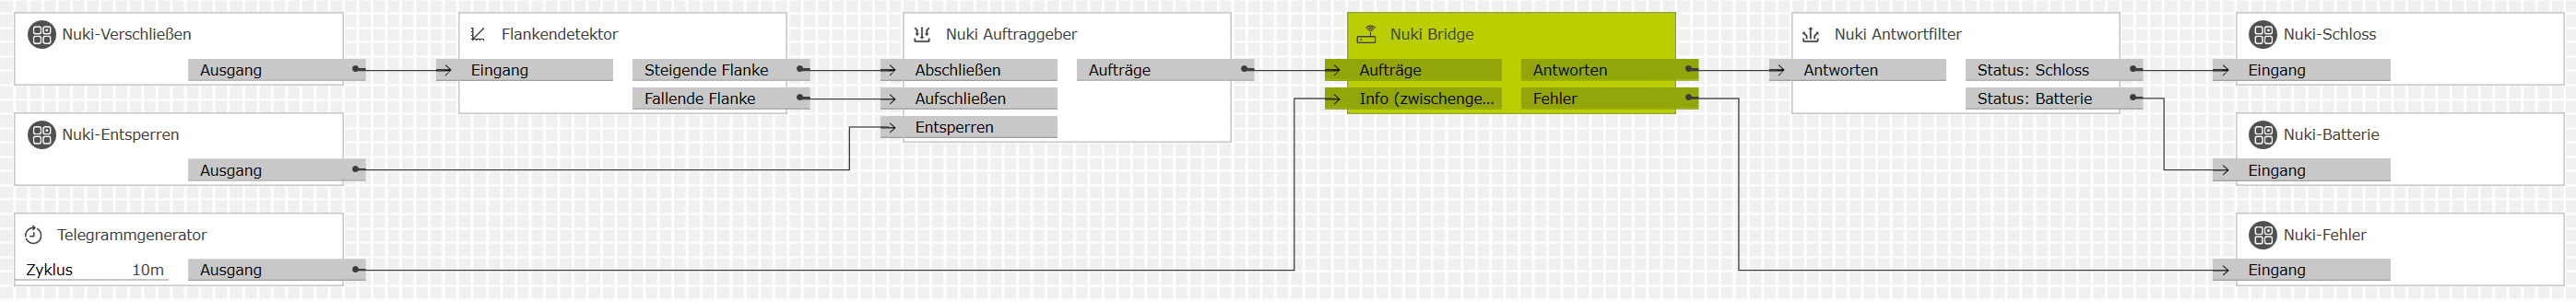 Nuki-Verschließen
Ausgang
Nuki-Entsperren
Ausgang
Telegrammgenerator
Zyklus 10m Ausgang
Flankendetektor
Eingang Steigende Flanke
Fallende Flanke
Nuki Auftraggeber
Abschließen Aufträge
Aufschließen
Entsperren
Nuki Bridge
Aufträge Antworten
Info (zwischenge... Fehler
Nuki Antwortfilter
Antworten Status: Schloss
Status: Batterie
Nuki-Schloss
Eingang
Nuki-Batterie
Eingang
Nuki-Fehler
Eingang